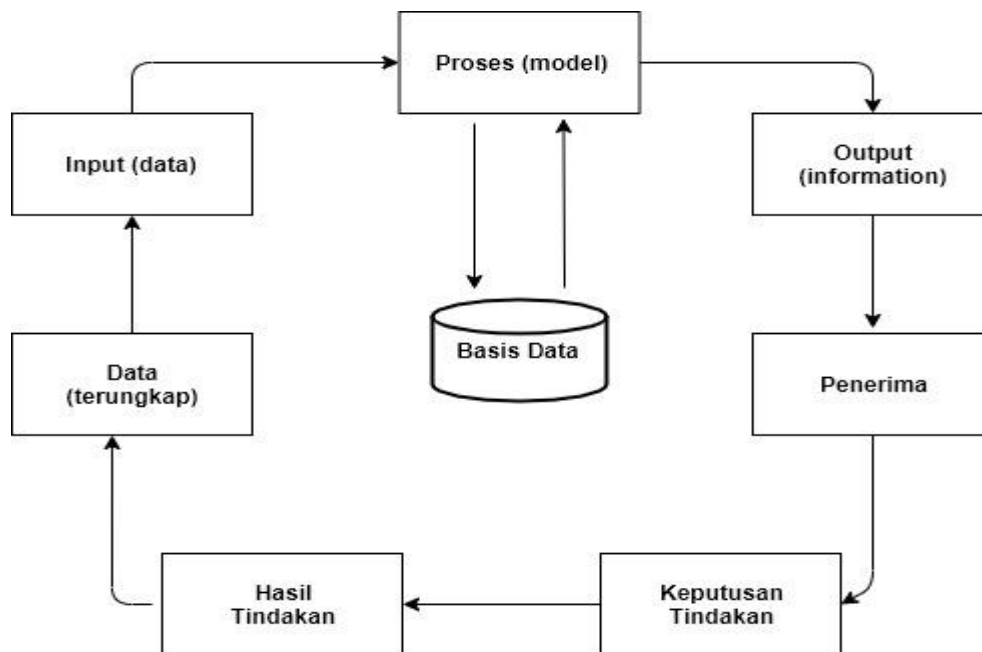 Proses (model)
Input (data)
Output
(information)
Basis Data
Data
(terungkap)
Penerima
Hasil
Tindakan
Keputusan
Tindakan